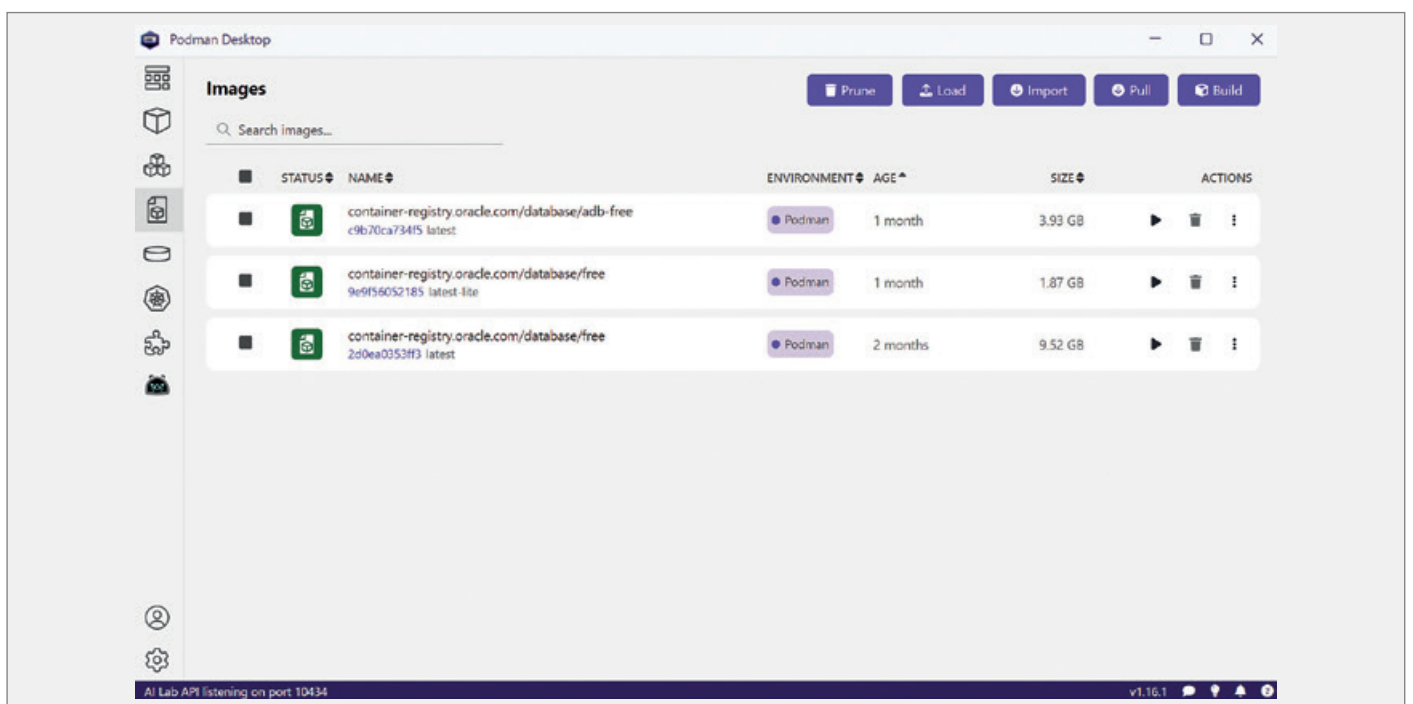 Podman Desktop
Images
Prune Load Import Pull Build
Search images...
STATUS NAME ENVIRONMENT AGE SIZE ACTIONS
container-registry.oracle.com/database/adb-free
c9b70ca734f5 latest
Podman 1 month 3.93 GB
container-registry.oracle.com/database/free
9e9f56052185 latest-lite
Podman 1 month 1.87 GB
container-registry.oracle.com/database/free
2d0ea0353ff3 latest
Podman 2 months 9.52 GB
AI Lab API listening on port 10434
v1.16.1